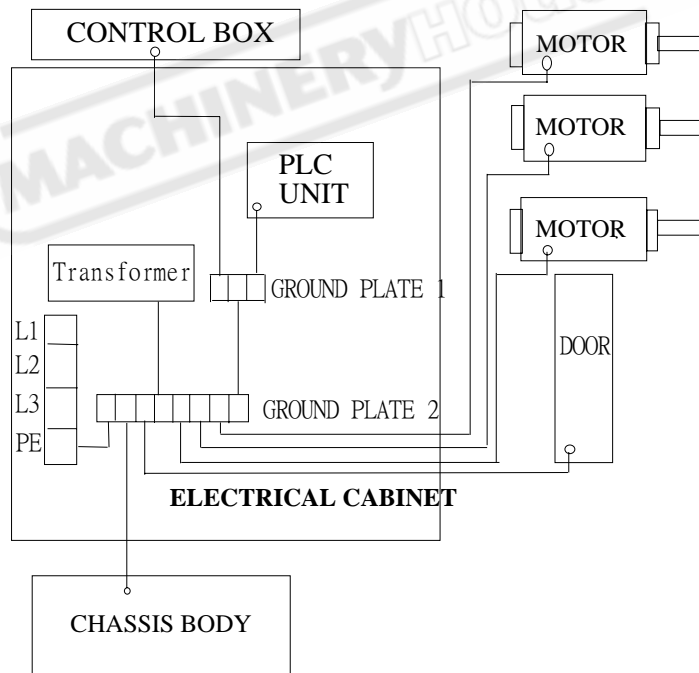 MACHINERYHOUSE
CONTROL BOX
MOTOR
MOTOR
PLC
UNIT
MOTOR
Transformer
GROUND PLATE 1
L1
L2
L3
PE
DOOR
GROUND PLATE 2
ELECTRICAL CABINET
CHASSIS BODY